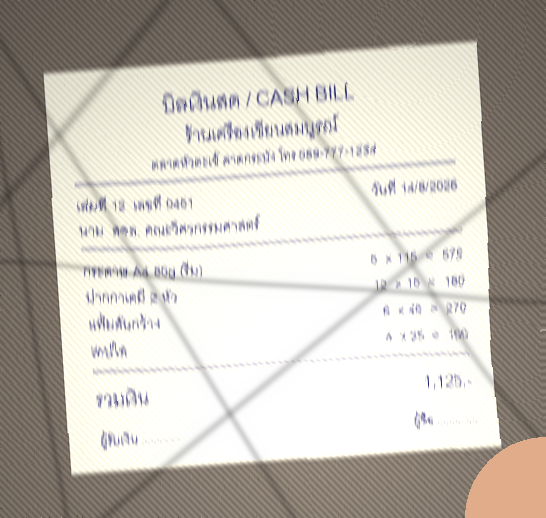 บิลเงินสด / CASH BILL
ร้านเครื่องเขียนสมบูรณ์
ตลาดหัวตะเข้ ลาดกระบัง โทร 089-777-1234
เล่มที่ 12 เลขที่ 0451 วันที่ 14/8/2026
นาม สจล. คณะวิศวกรรมศาสตร์
กระดาษ A4 80g (รีม) 5 x 115 = 575
ปากกาเคมี 2 หัว 12 x 15 = 180
แฟ้มสันกว้าง 6 x 45 = 270
เทปใส 4 x 25 = 100
รวมเงิน 1,125.-
ผู้รับเงิน .......... ผู้ซื้อ ..........